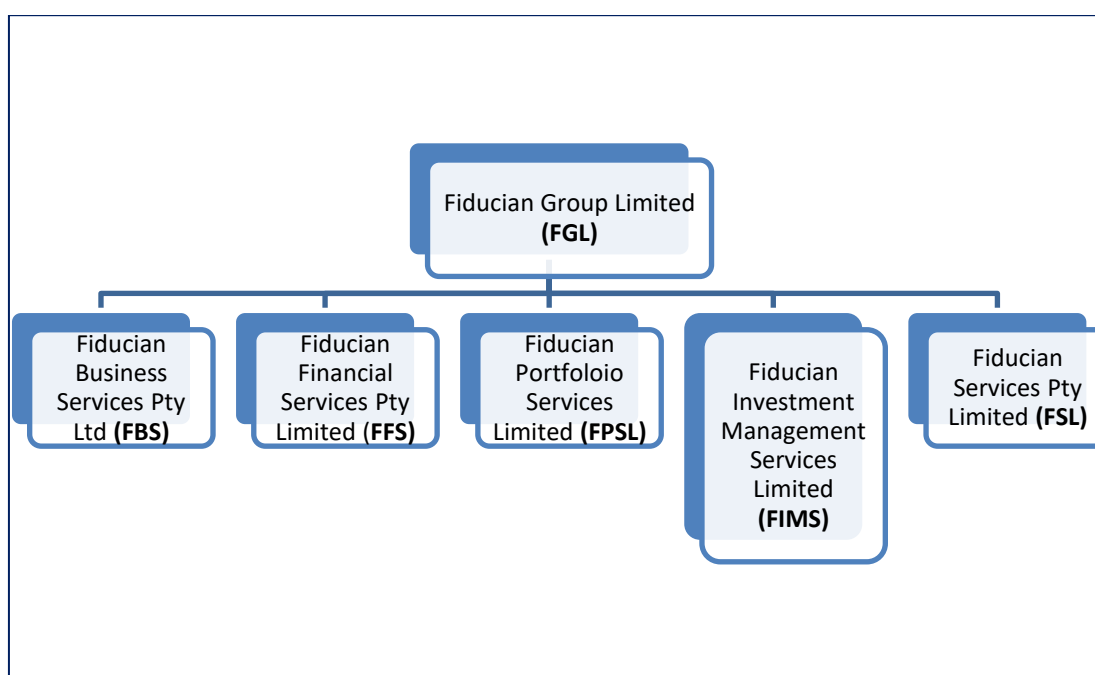 Fiducian Group Limited
(FGL)
Fiducian
Business
Services Pty
Ltd (FBS)
Fiducian
Financial
Services Pty
Limited (FFS)
Fiducian
Portfoloio
Services
Limited (FPSL)
Fiducian
Investment
Management
Services
Limited
(FIMS)
Fiducian
Services Pty
Limited (FSL)